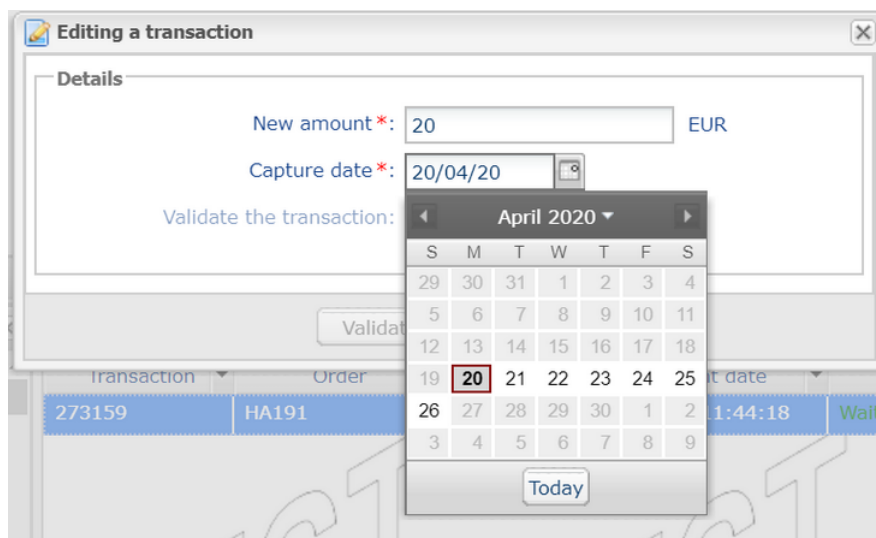 Editing a transaction
Details
New amount *: 20 EUR
Capture date *: 20/04/20
Validate the transaction:
April 2020
S M T W T F S
29 30 31 1 2 3 4
5 6 7 8 9 10 11
12 13 14 15 16 17 18
19 20 21 22 23 24 25
26 27 28 29 30 1 2
3 4 5 6 7 8 9
Today
Validat
Transaction Order t date
273159 HA191 11:44:18 Wait